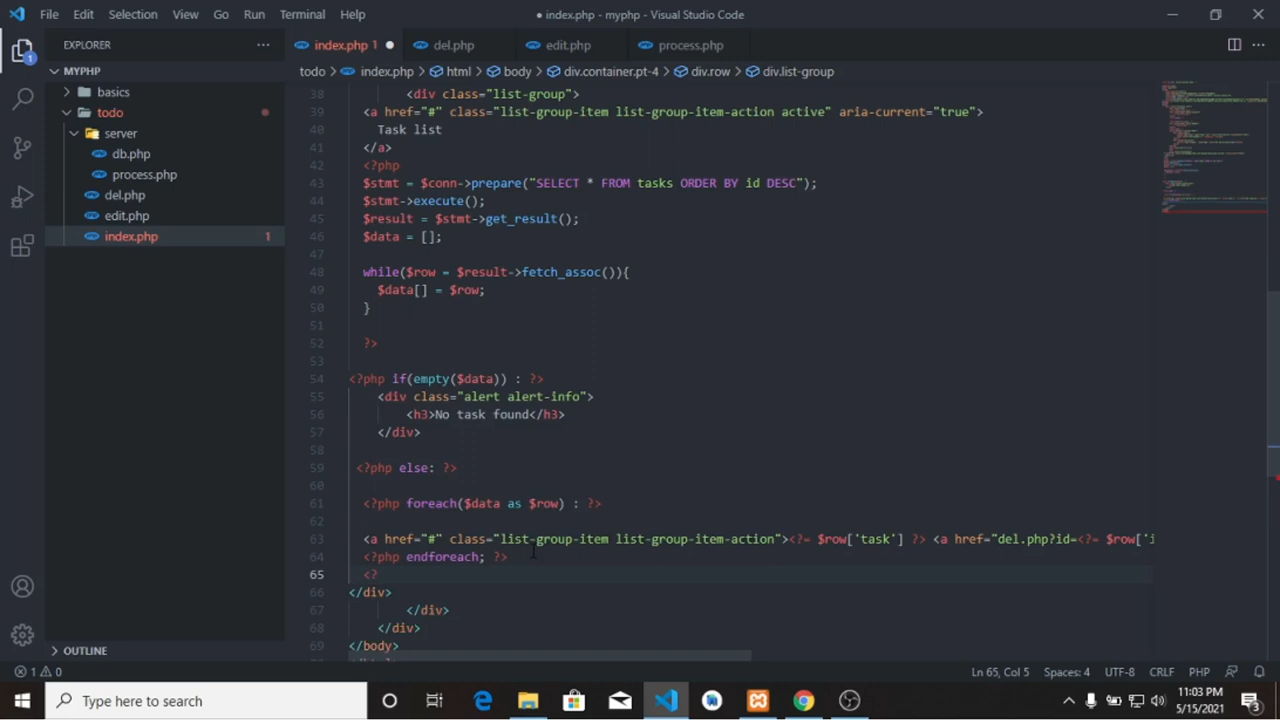 File Edit Selection View Go Run Terminal Help
● index.php - myphp - Visual Studio Code
EXPLORER
index.php 1 ●
del.php
edit.php
process.php
MYPHP
todo > index.php > html > body > div.container.pt-4 > div.row > div.list-group
basics
todo
server
db.php
process.php
del.php
edit.php
index.php 1
38 <div class="list-group">
39 <a href="#" class="list-group-item list-group-item-action active" aria-current="true">
40 Task list
41 </a>
42 <?php
43 $stmt = $conn->prepare("SELECT * FROM tasks ORDER BY id DESC");
44 $stmt->execute();
45 $result = $stmt->get_result();
46 $data = [];
47
48 while($row = $result->fetch_assoc()){
49 $data[] = $row;
50 }
51
52 ?>
53
54 <?php if(empty($data)) : ?>
55 <div class="alert alert-info">
56 <h3>No task found</h3>
57 </div>
58
59 <?php else: ?>
60
61 <?php foreach($data as $row) : ?>
62
63 <a href="#" class="list-group-item list-group-item-action"><?= $row['task'] ?> <a href="del.php?id=<?= $row['i
64 <?php endforeach; ?>
65 <?
66 </div>
67 </div>
68 </div>
69 </body>
OUTLINE
1 0
Ln 65, Col 5 Spaces: 4 UTF-8 CRLF PHP
Type here to search
11:03 PM
5/15/2021
3